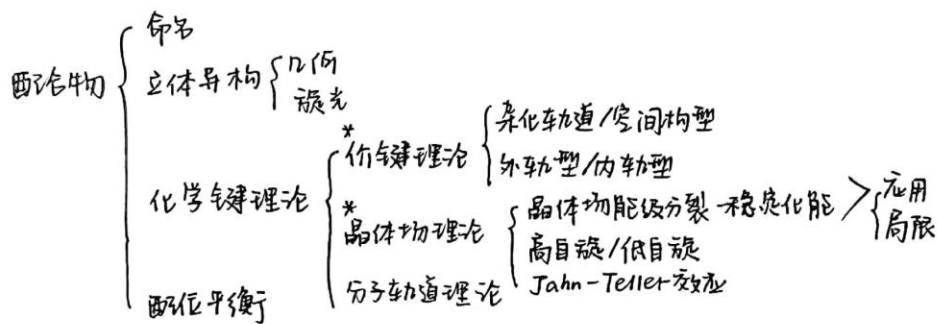 命名
配合物
立体异构
几何
旋光
化学键理论
*价键理论
杂化轨道/空间构型
外轨型/内轨型
*晶体场理论
晶体场能级分裂-稳定化能
高自旋/低自旋
Jahn-Teller效应
应用
局限
分子轨道理论
配位平衡